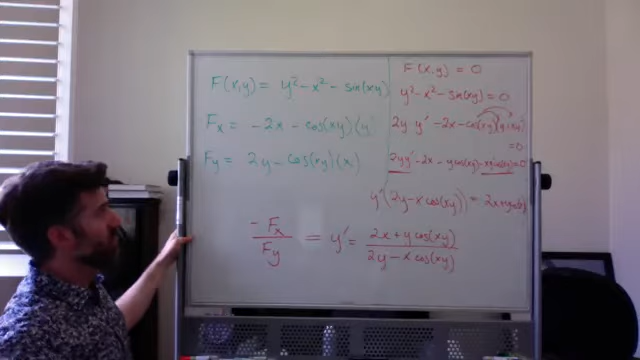 F(x,y) = y² - x² - sin(xy)
Fx = -2x - cos(xy)(y)
Fy = 2y - cos(xy)(x)
-Fx/Fy = y' = (2x + y cos(xy))/(2y - x cos(xy))
F(x,y) = 0
y² - x² - sin(xy) = 0
2y y' - 2x - cos(xy)(y + xy')
= 0
2yy' - 2x - y cos(xy) - xy' cos(xy) = 0
y'(2y - x cos(xy)) = 2x + y cos(xy)